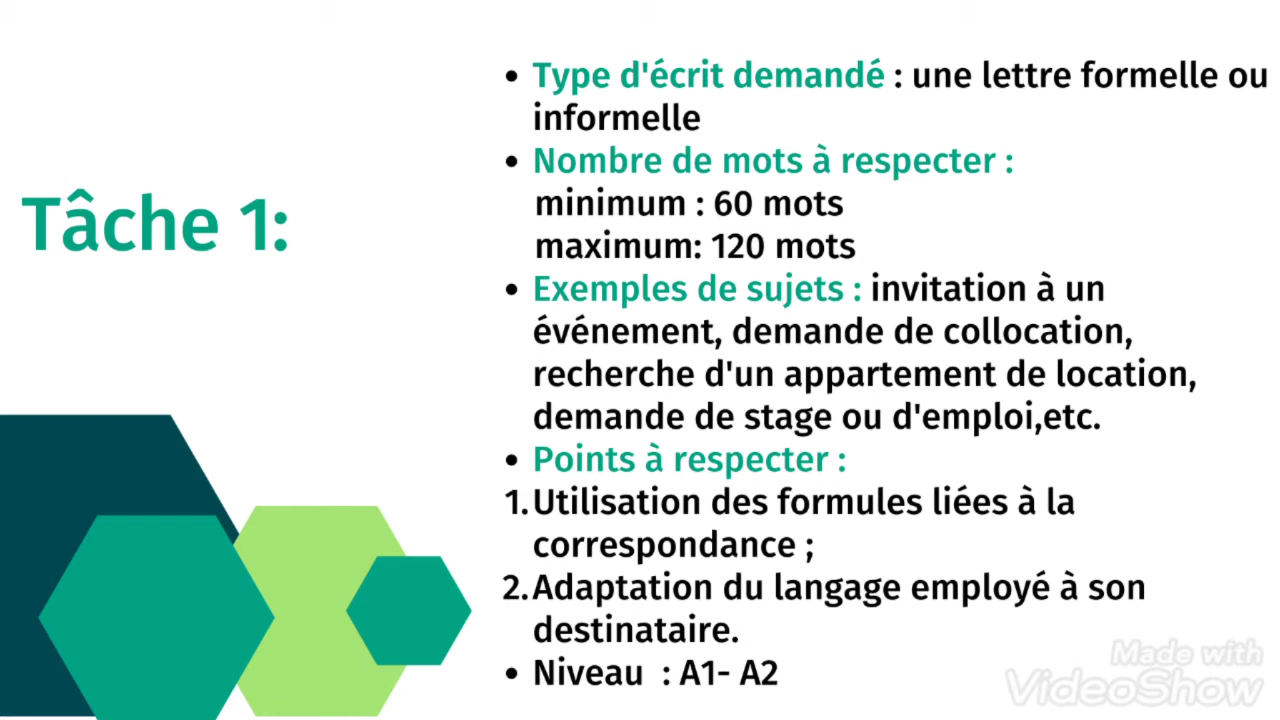 Tâche 1:
• Type d'écrit demandé : une lettre formelle ou
informelle
• Nombre de mots à respecter :
minimum : 60 mots
maximum: 120 mots
• Exemples de sujets : invitation à un
événement, demande de collocation,
recherche d'un appartement de location,
demande de stage ou d'emploi,etc.
• Points à respecter :
1. Utilisation des formules liées à la
correspondance ;
2. Adaptation du langage employé à son
destinataire.
• Niveau : A1- A2
Made with
VideoShow